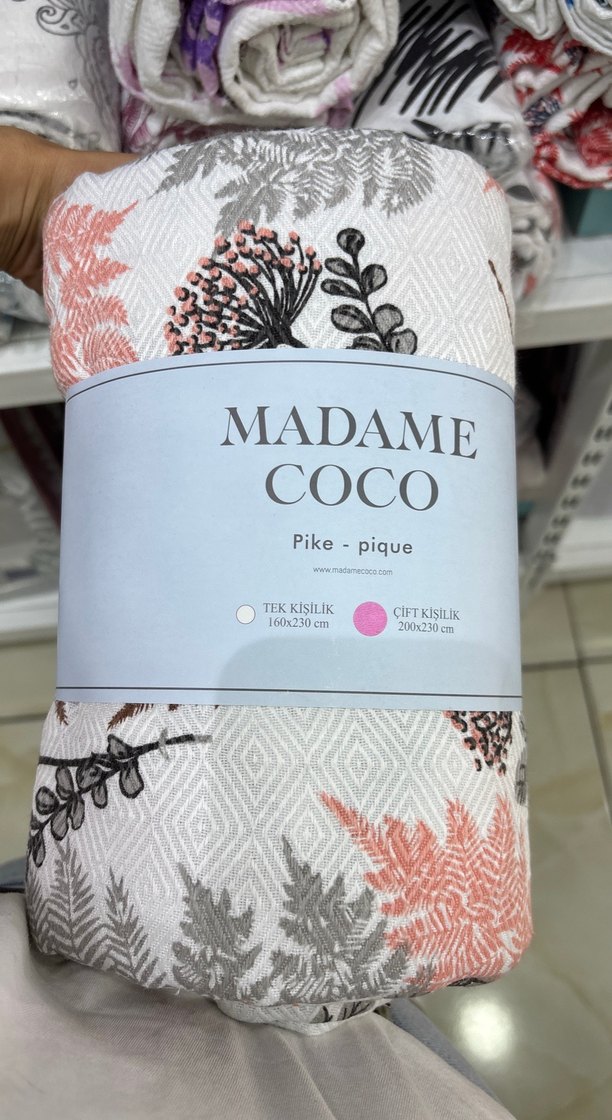 MADAME
COCO
Pike - pique
www.madamecoco.com
TEK KİŞİLİK
160x230 cm
ÇİFT KİŞİLİK
200x230 cm